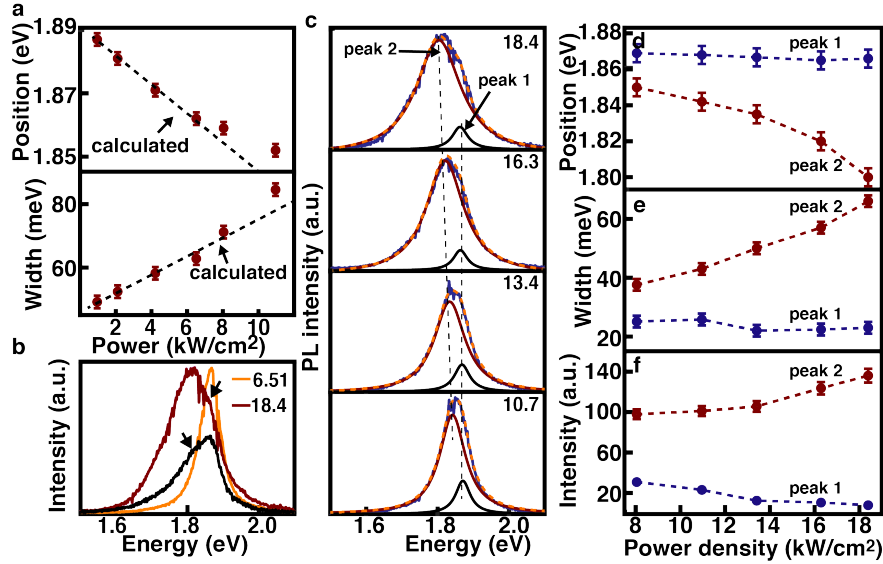 a
1.89
1.87
1.85
Position (eV)
calculated
80
60
Width (meV)
calculated
2 4 6 8 10
Power (kW/cm2)
b
6.51
18.4
Intensity (a.u.)
1.6 1.8 2.0
Energy (eV)
c
18.4
peak 2
peak 1
16.3
13.4
10.7
PL intensity (a.u.)
1.6 1.8 2.0
Energy (eV)
d
1.88
1.86
1.84
1.82
1.80
Position (eV)
peak 1
peak 2
e
60
40
20
Width (meV)
peak 2
peak 1
f
140
100
60
20
Intensity (a.u.)
peak 2
peak 1
8 10 12 14 16 18
Power density (kW/cm2)